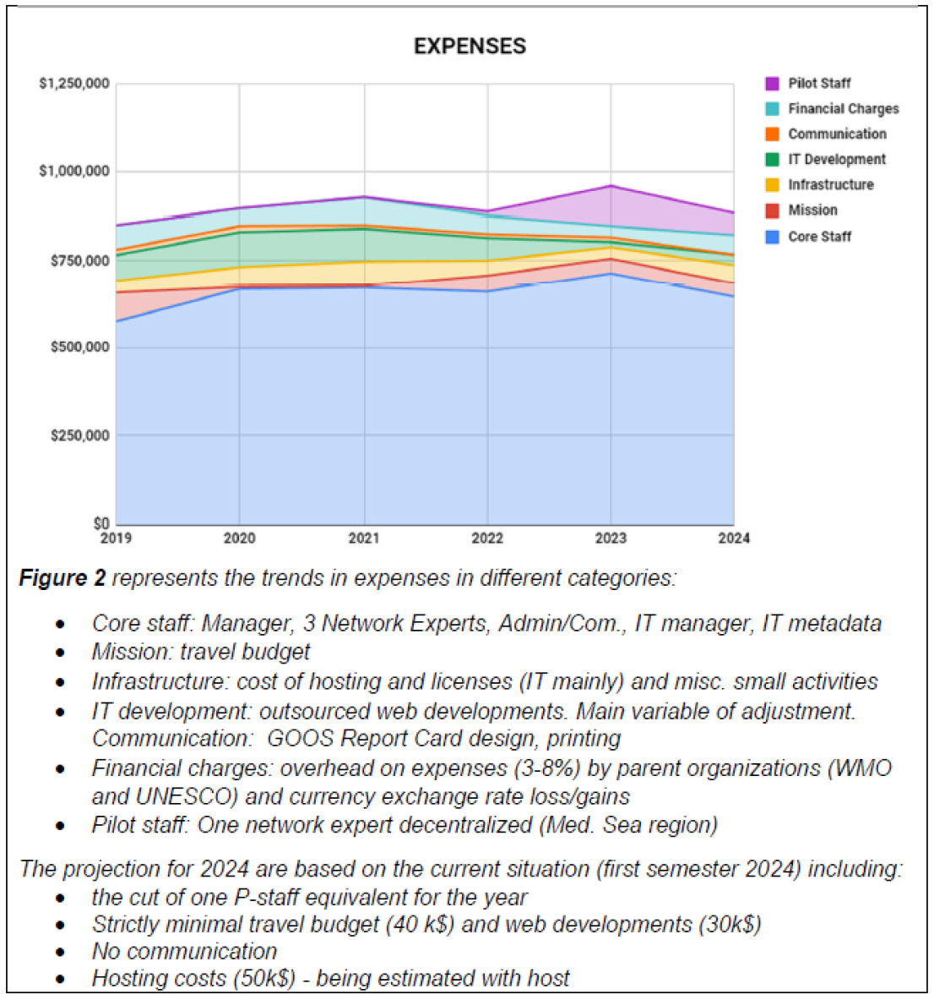 EXPENSES
$1,250,000
$1,000,000
$750,000
$500,000
$250,000
$0
2019 2020 2021 2022 2023 2024
Pilot Staff
Financial Charges
Communication
IT Development
Infrastructure
Mission
Core Staff
Figure 2 represents the trends in expenses in different categories:
• Core staff: Manager, 3 Network Experts, Admin/Com., IT manager, IT metadata
• Mission: travel budget
• Infrastructure: cost of hosting and licenses (IT mainly) and misc. small activities
• IT development: outsourced web developments. Main variable of adjustment.
Communication: GOOS Report Card design, printing
• Financial charges: overhead on expenses (3-8%) by parent organizations (WMO
and UNESCO) and currency exchange rate loss/gains
• Pilot staff: One network expert decentralized (Med. Sea region)
The projection for 2024 are based on the current situation (first semester 2024) including:
• the cut of one P-staff equivalent for the year
• Strictly minimal travel budget (40 k$) and web developments (30k$)
• No communication
• Hosting costs (50k$) - being estimated with host